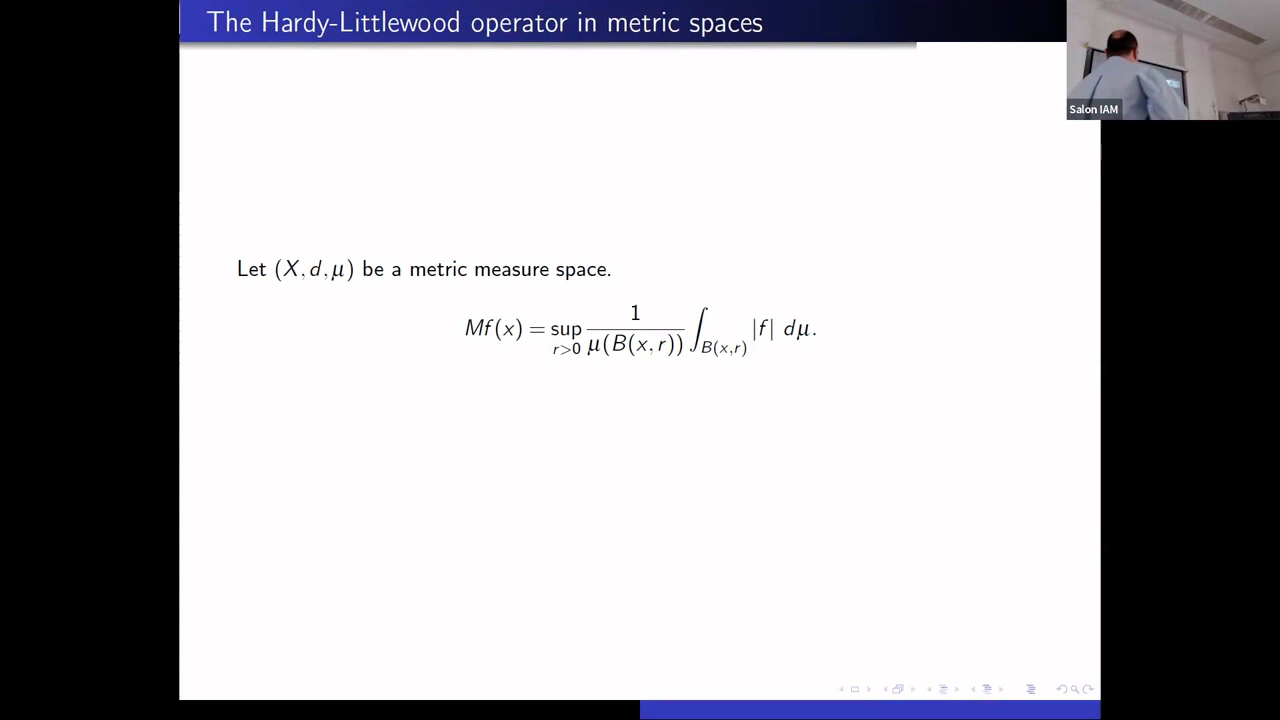 The Hardy-Littlewood operator in metric spaces
Salon IAM
Let (X, d, μ) be a metric measure space.
Mf(x) = sup_{r>0} \frac{1}{μ(B(x, r))} ∫_{B(x,r)} |f| dμ.